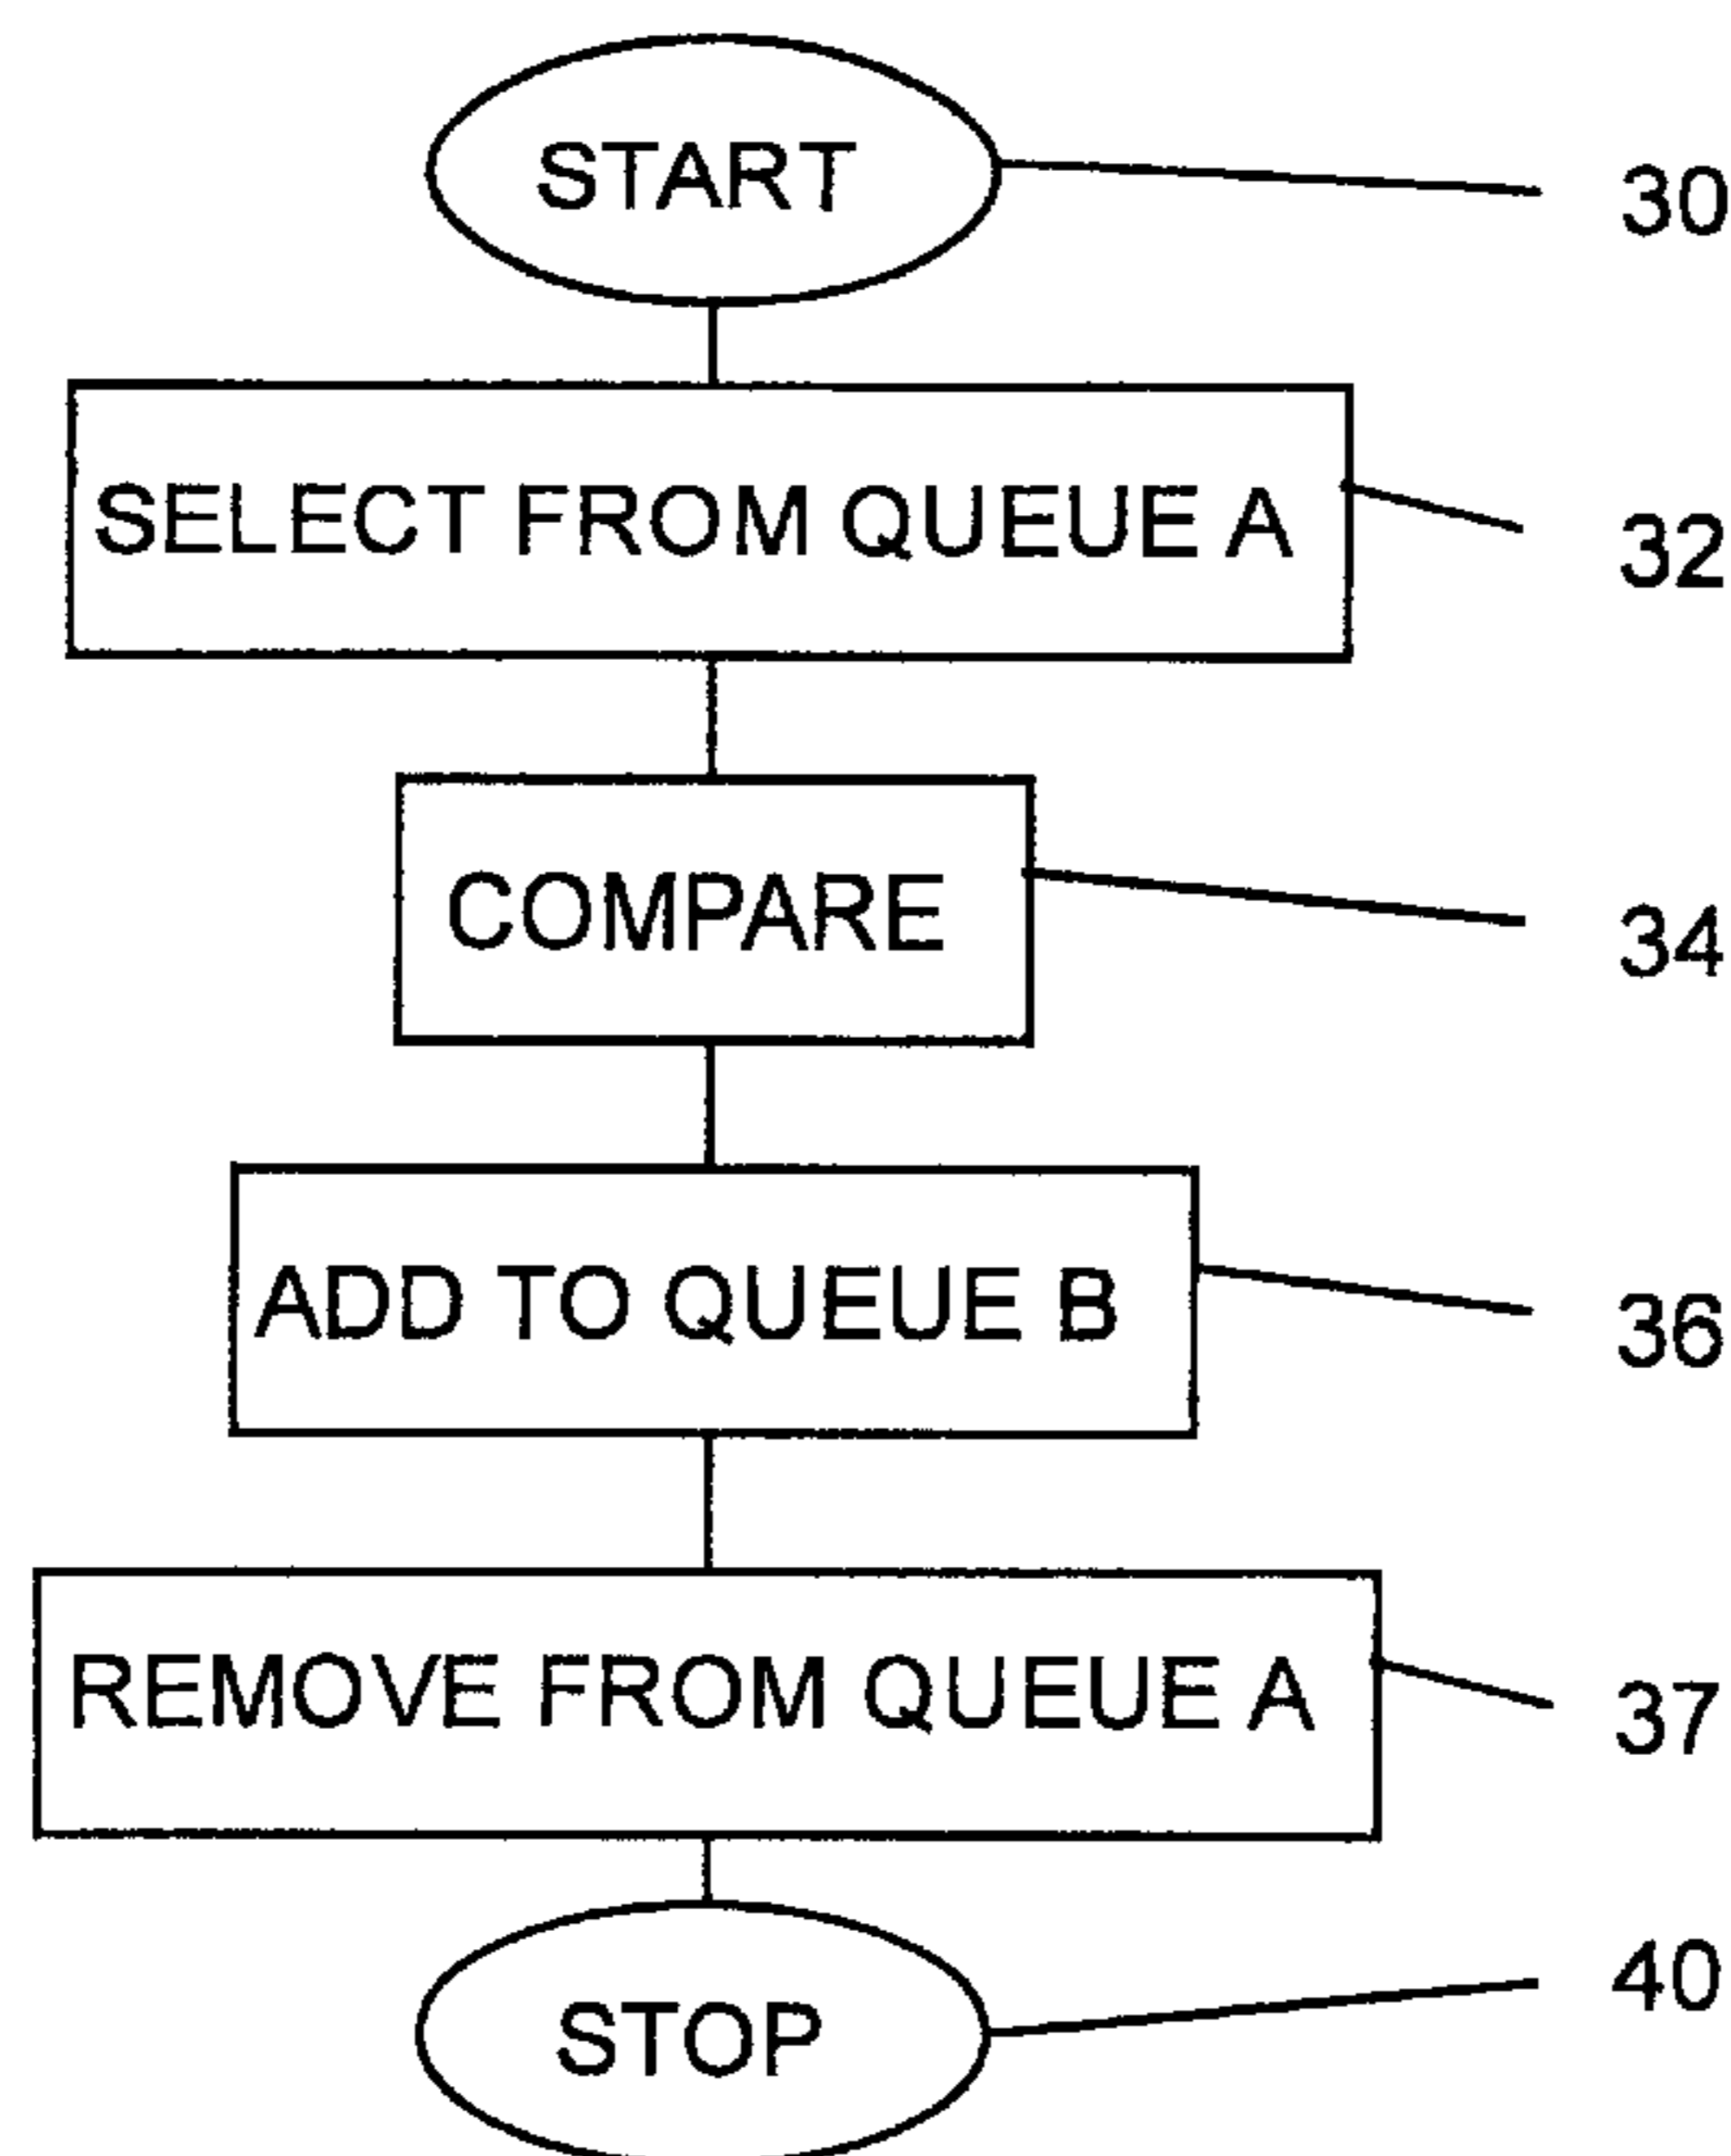 START
30
SELECT FROM QUEUE A
32
COMPARE
34
ADD TO QUEUE B
36
REMOVE FROM QUEUE A
37
STOP
40